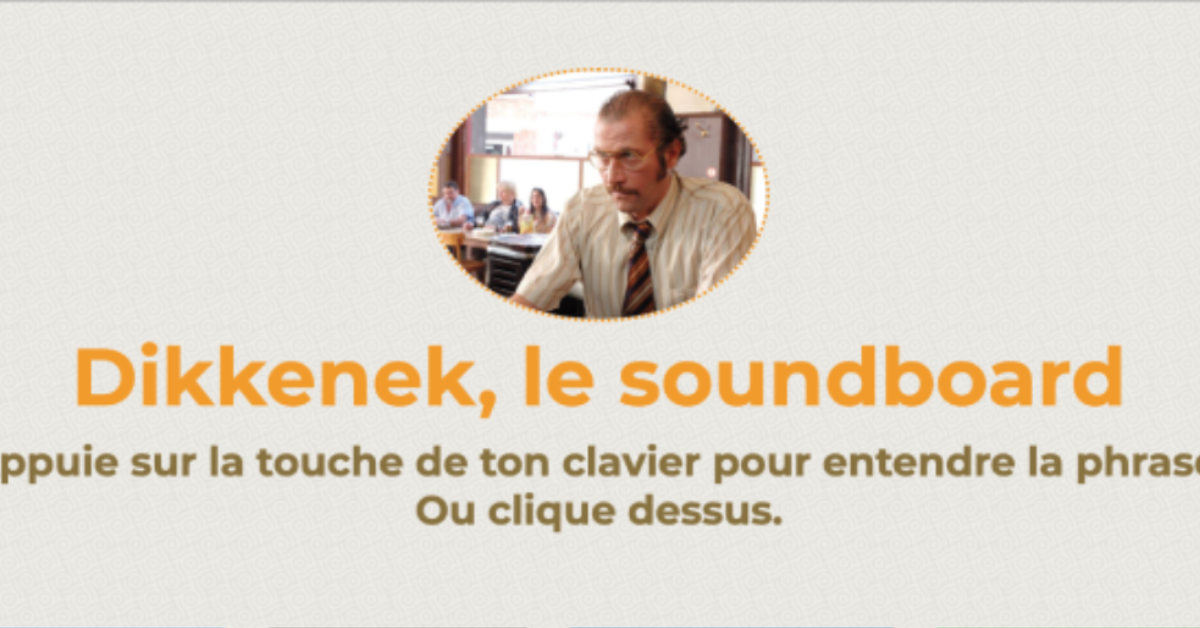 Dikkenek, le soundboard
ppuie sur la touche de ton clavier pour entendre la phras
Ou clique dessus.